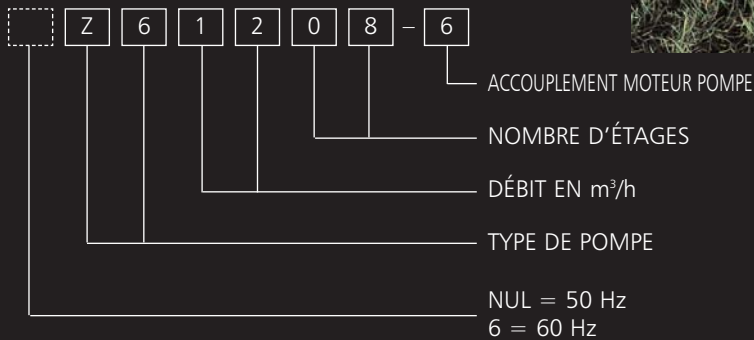 Z 6 1 2 0 8 – 6
ACCOUPLEMENT MOTEUR POMPE
NOMBRE D'ÉTAGES
DÉBIT EN m³/h
TYPE DE POMPE
NUL = 50 Hz
6 = 60 Hz